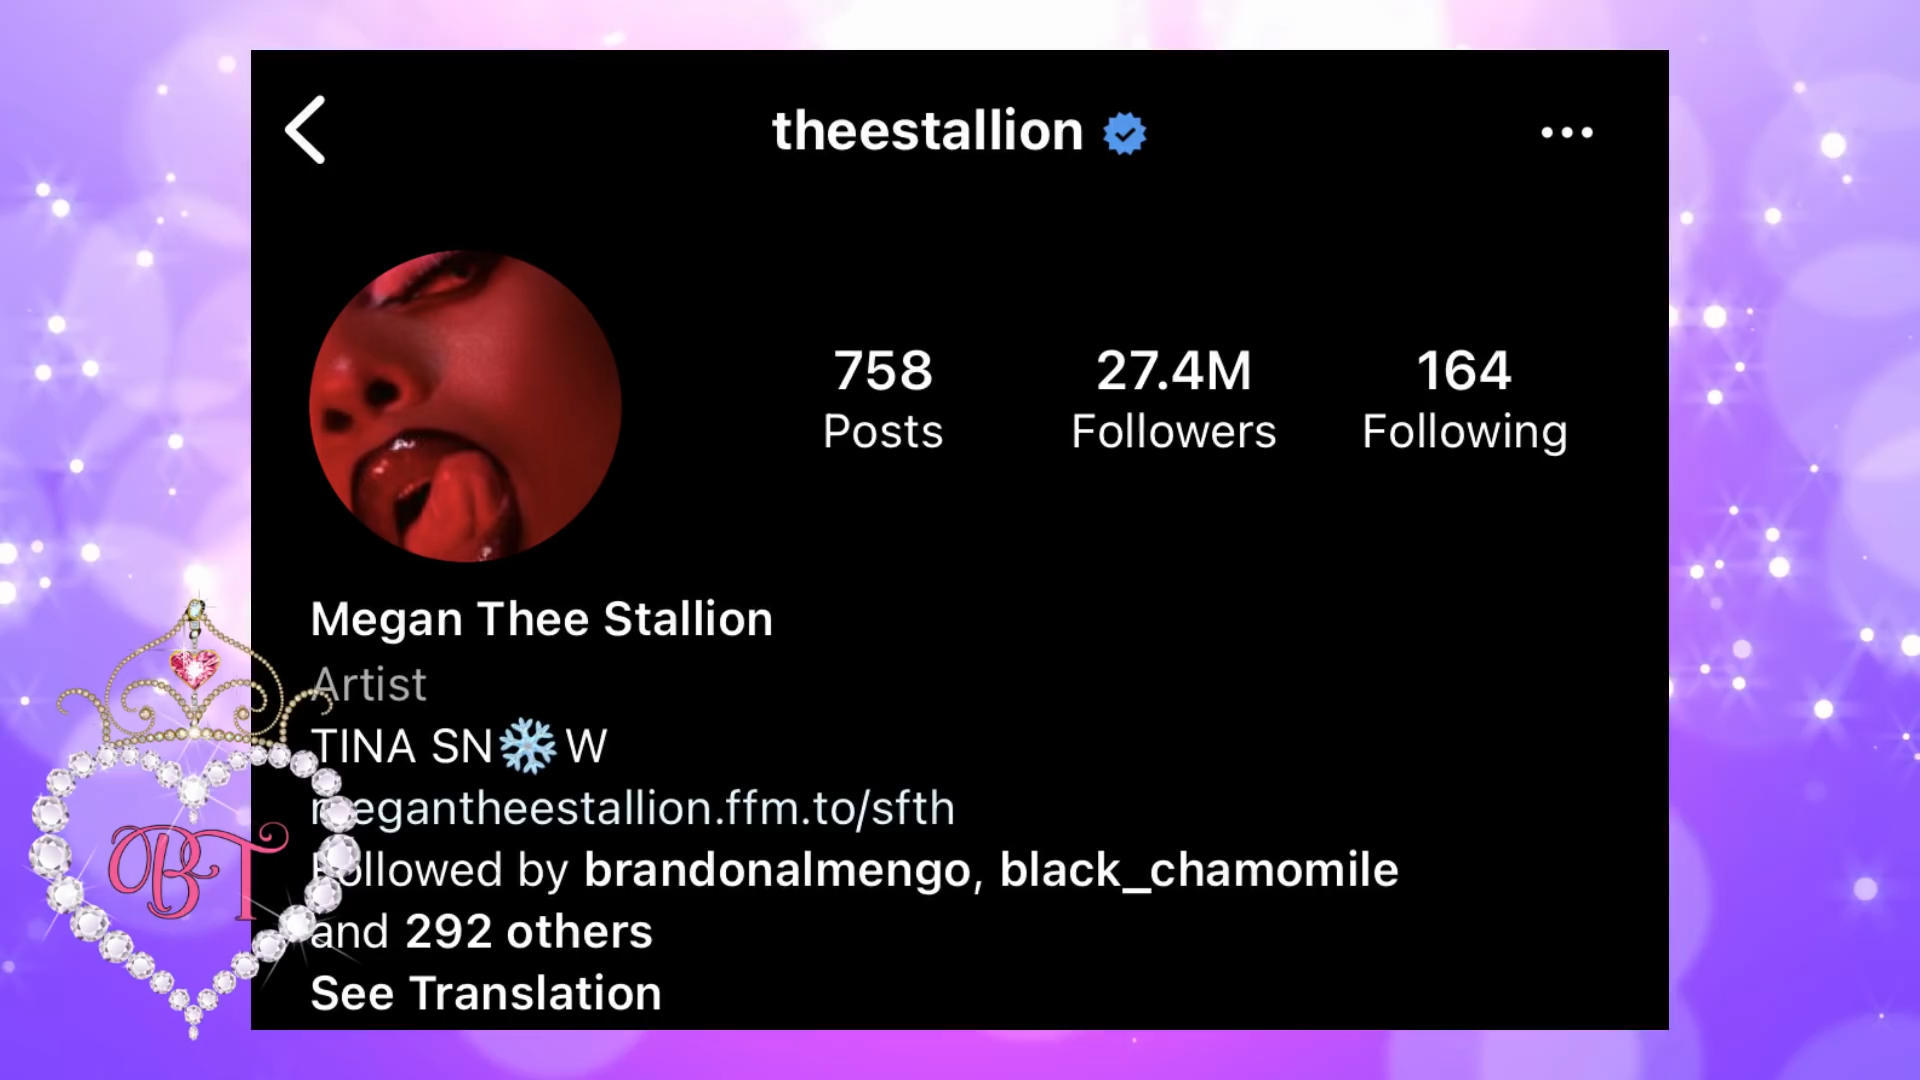 theestallion
758 27.4M 164
Posts Followers Following
Megan Thee Stallion
Artist
TINA SN❄️W
megantheestallion.ffm.to/sfth
Followed by brandonalmengo, black_chamomile
and 292 others
See Translation
BT